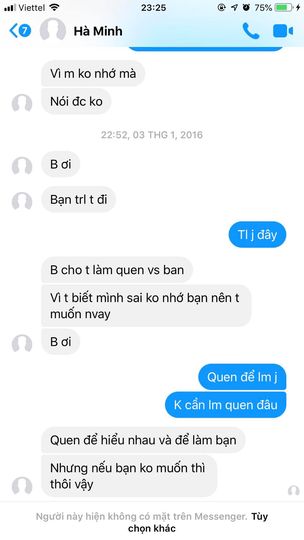 Viettel 23:25 75%
7 Hà Minh
Vì m ko nhớ mà
Nói đc ko
22:52, 03 THG 1, 2016
B ơi
Bạn trl t đi
Tl j đây
B cho t làm quen vs ban
Vì t biết mình sai ko nhớ bạn nên t
muốn nvay
B ơi
Quen để lm j
K cần lm quen đâu
Quen để hiểu nhau và để làm bạn
Nhưng nếu bạn ko muốn thì
thôi vậy
Người này hiện không có mặt trên Messenger. Tùy
chọn khác